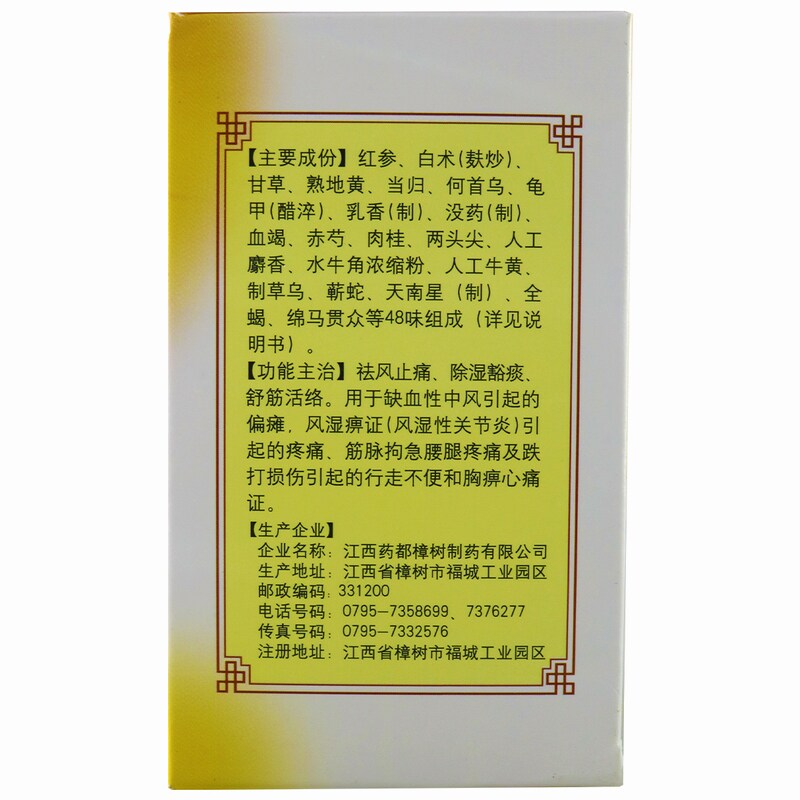 【主要成份】红参、白术(麸炒)、
甘草、熟地黄、当归、何首乌、龟
甲(醋淬)、乳香(制)、没药(制)、
血竭、赤芍、肉桂、两头尖、人工
麝香、水牛角浓缩粉、人工牛黄、
制草乌、蕲蛇、天南星（制）、全
蝎、绵马贯众等48味组成（详见说
明书）。
【功能主治】祛风止痛、除湿豁痰、
舒筋活络。用于缺血性中风引起的
偏瘫，风湿痹证(风湿性关节炎)引
起的疼痛、筋脉拘急腰腿疼痛及跌
打损伤引起的行走不便和胸痹心痛
证。
【生产企业】
企业名称：江西药都樟树制药有限公司
生产地址：江西省樟树市福城工业园区
邮政编码：331200
电话号码：0795-7358699、7376277
传真号码：0795-7332576
注册地址：江西省樟树市福城工业园区